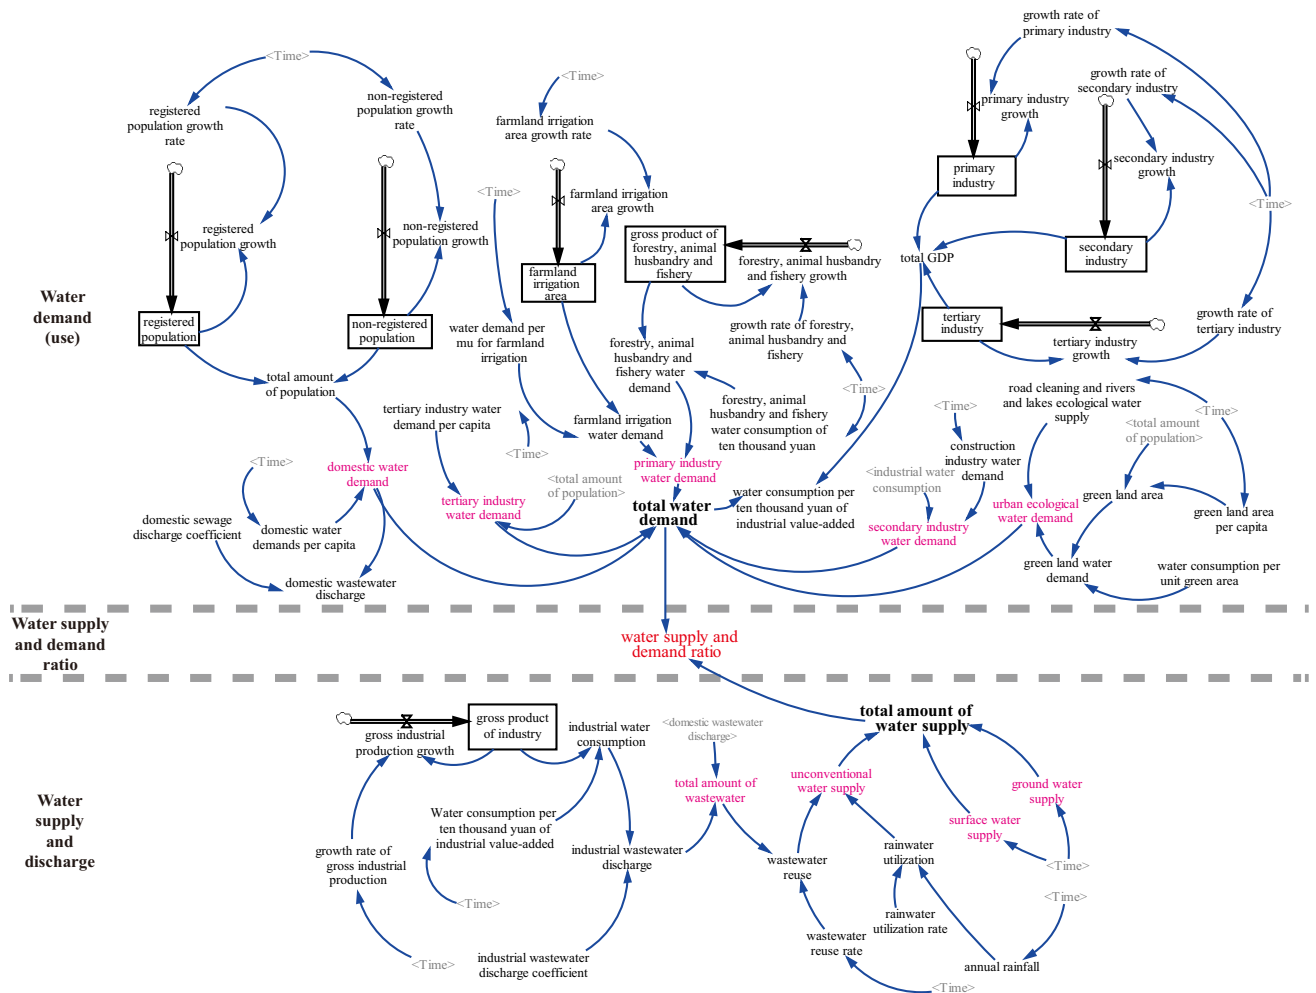 growth rate of
primary industry
<Time>
<Time>
growth rate of
secondary industry
registered
population growth
rate
non-registered
population growth
rate
farmland irrigation
area growth rate
primary industry
growth
secondary industry
growth
primary
industry
<Time>
farmland irrigation
area growth
<Time>
registered
population growth
non-registered
population growth
gross product of
forestry, animal
husbandry and
fishery
forestry, animal husbandry
and fishery growth
total GDP
secondary
industry
farmland
irrigation
area
Water
demand
(use)
registered
population
non-registered
population
water demand per
mu for farmland
irrigation
growth rate of forestry,
animal husbandry and
fishery
tertiary
industry
growth rate of
tertiary industry
tertiary industry
growth
forestry, animal
husbandry and
fishery water
demand
total amount
of population
<Time>
road cleaning and rivers
and lakes ecological water
supply
tertiary industry water
demand per capita
farmland irrigation
water demand
forestry, animal
husbandry and fishery
water consumption of
ten thousand yuan
<Time>
<Time>
<total amount
of population>
<Time>
construction
industry water
demand
<Time>
domestic water
demand
primary industry
water demand
<industrial water
consumption
<total amount
of population>
tertiary industry
water demand
total water
demand
water consumption per
ten thousand yuan of
industrial value-added
secondary industry
water demand
urban ecological
water demand
green land area
green land area
per capita
domestic sewage
discharge coefficient
domestic water
demands per capita
green land water
demand
water consumption per
unit green area
domestic wastewater
discharge
Water supply
and demand
ratio
water supply and
demand ratio
gross product
of industry
gross industrial
production growth
industrial water
consumption
<domestic wastewater
discharge>
total amount of
water supply
total amount of
wastewater
unconventional
water supply
ground water
supply
Water
supply
and
discharge
Water consumption per
ten thousand yuan of
industrial value-added
surface water
supply
growth rate of
gross industrial
production
industrial wastewater
discharge
wastewater
reuse
rainwater
utilization
<Time>
<Time>
<Time>
rainwater
utilization rate
wastewater
reuse rate
<Time>
industrial wastewater
discharge coefficient
annual rainfall
<Time>